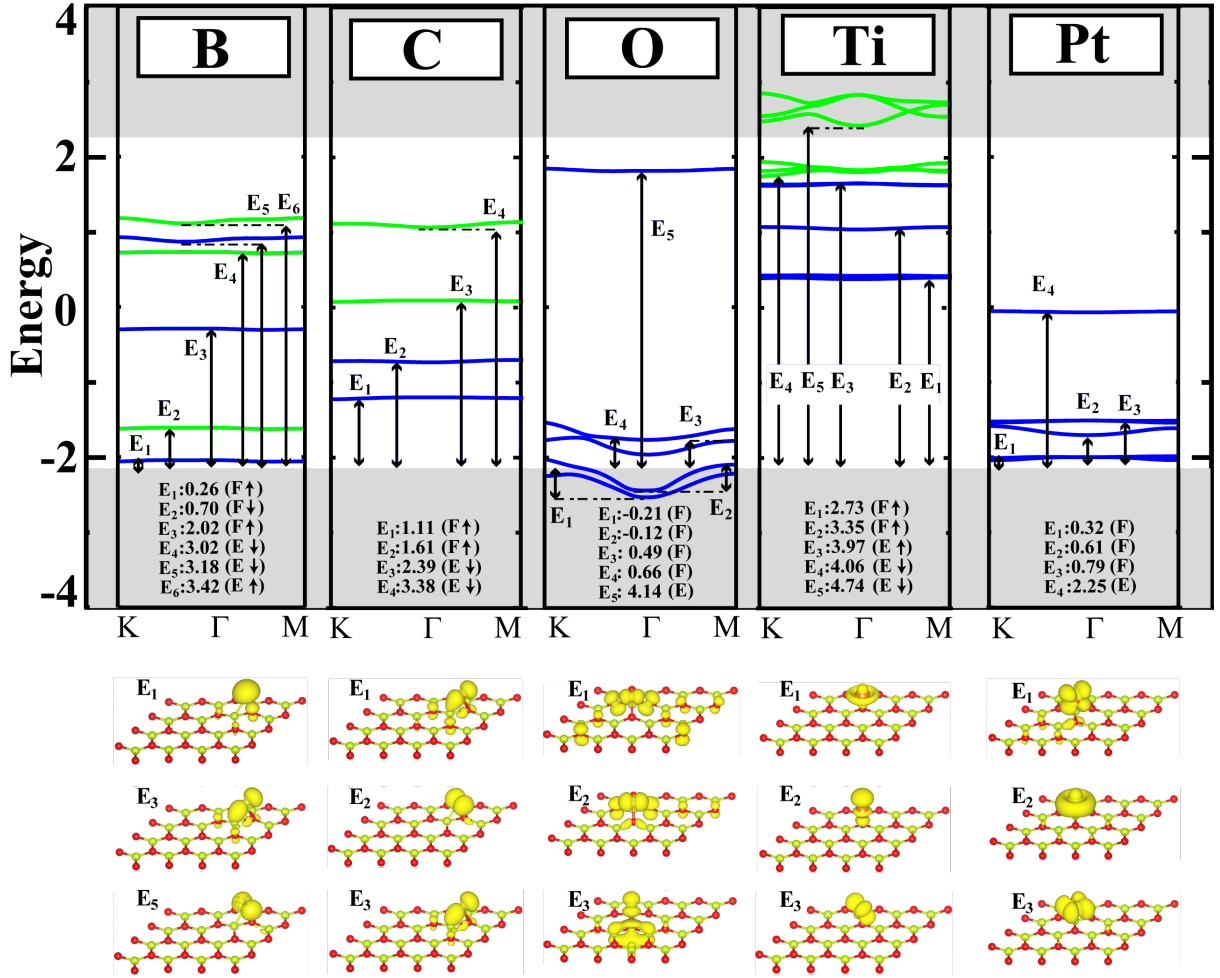 B C O Ti Pt
Energy
4
2
0
-2
-4
E₁
E₂
E₃
E₄
E₅ E₆
E₁:0.26 (F↑)
E₂:0.70 (F↓)
E₃:2.02 (F↑)
E₄:3.02 (E↓)
E₅:3.18 (E↓)
E₆:3.42 (E↑)
E₁
E₂
E₃
E₄
E₁:1.11 (F↑)
E₂:1.61 (F↑)
E₃:2.39 (E↓)
E₄:3.38 (E↓)
E₅
E₄
E₃
E₁
E₂
E₁:-0.21 (F)
E₂:-0.12 (F)
E₃: 0.49 (F)
E₄: 0.66 (F)
E₅: 4.14 (E)
E₄ E₅ E₃ E₂ E₁
E₁:2.73 (F↑)
E₂:3.35 (F↑)
E₃:3.97 (E↑)
E₄:4.06 (E↓)
E₅:4.74 (E↓)
E₄
E₂ E₃
E₁
E₁:0.32 (F)
E₂:0.61 (F)
E₃:0.79 (F)
E₄:2.25 (E)
K Γ M K Γ M K Γ M K Γ M K Γ M
E₁ E₁ E₁ E₁ E₁
E₃ E₂ E₂ E₂ E₂
E₅ E₃ E₃ E₃ E₃